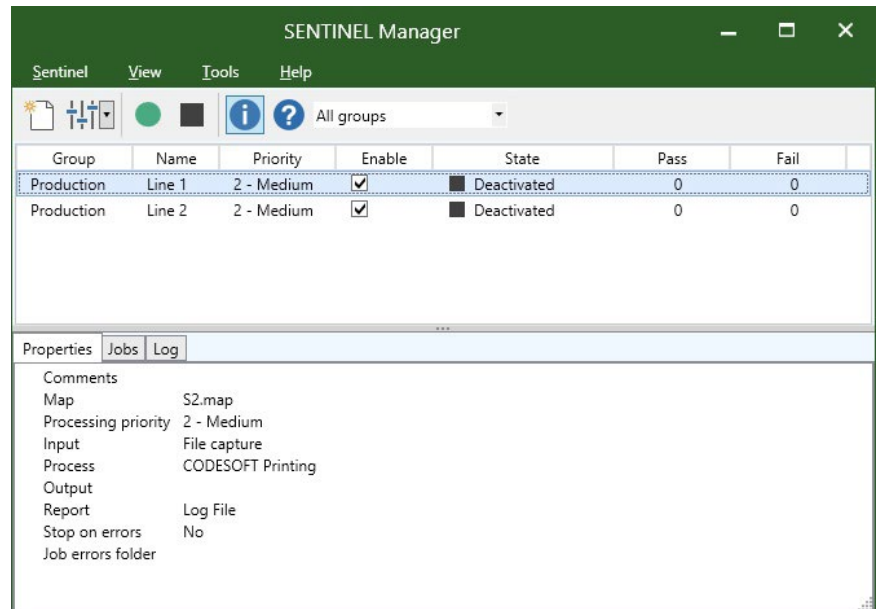 SENTINEL Manager
Sentinel View Tools Help
All groups
Group Name Priority Enable State Pass Fail
Production Line 1 2 - Medium Deactivated 0 0
Production Line 2 2 - Medium Deactivated 0 0
Properties Jobs Log
Comments
Map S2.map
Processing priority 2 - Medium
Input File capture
Process CODESOFT Printing
Output
Report Log File
Stop on errors No
Job errors folder